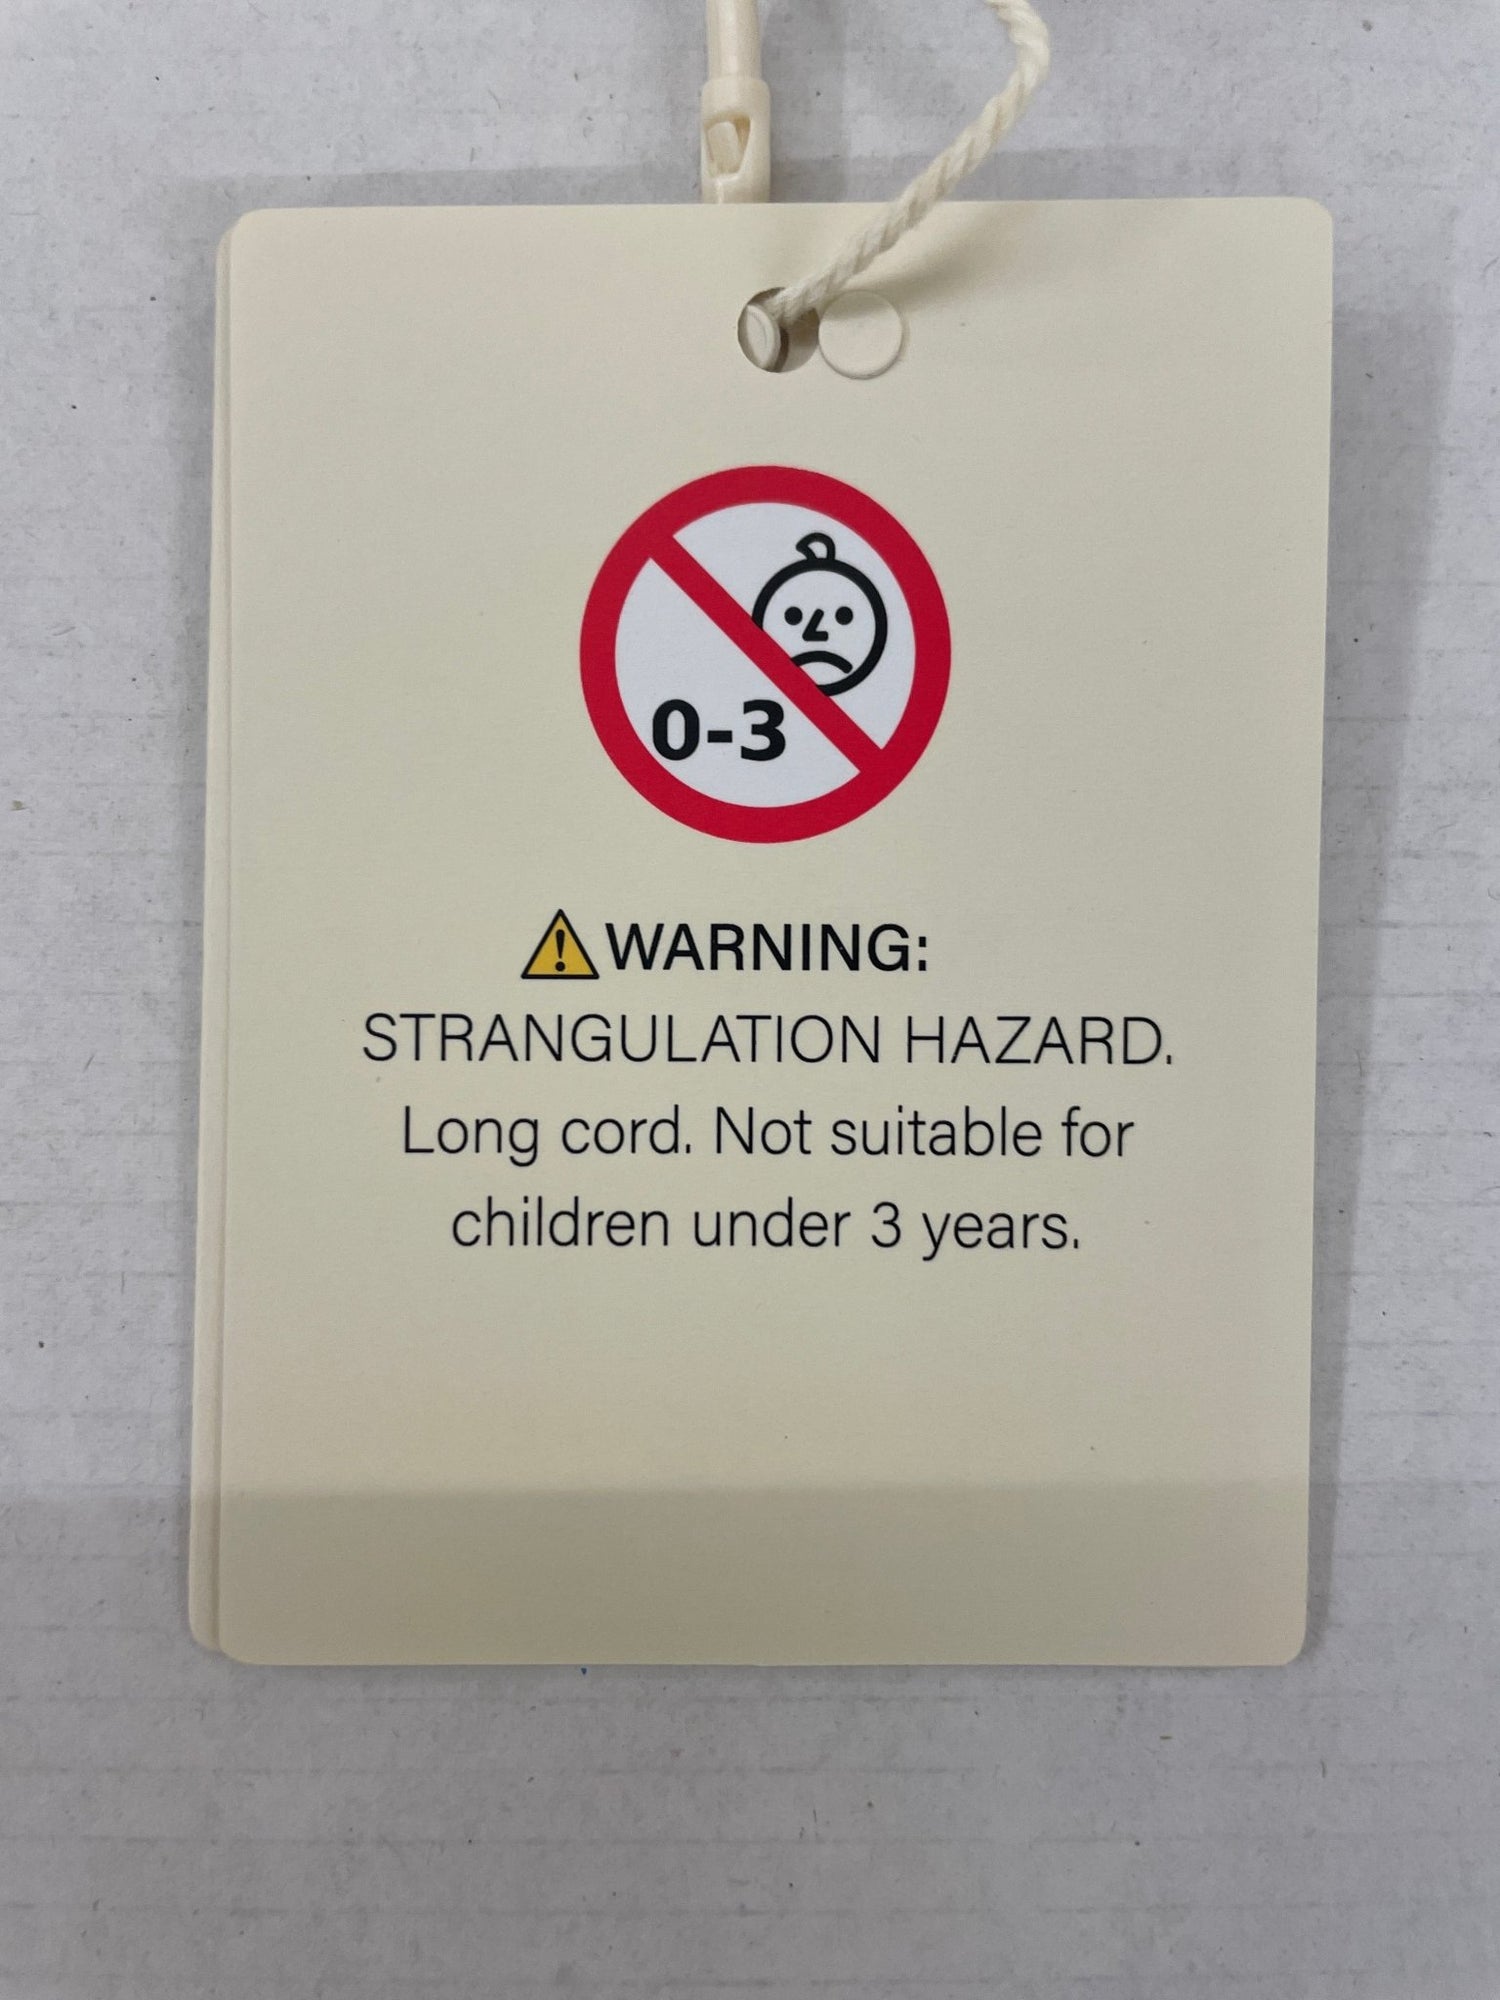 0-3
WARNING:
STRANGULATION HAZARD.
Long cord. Not suitable for
children under 3 years.